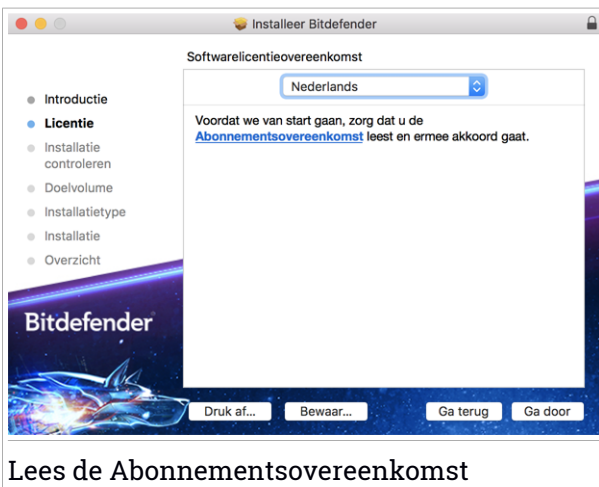 Installeer Bitdefender
Softwarelicentieovereenkomst
Nederlands
Introductie
Licentie
Installatie
controleren
Doelvolume
Installatietype
Installatie
Overzicht
Voordat we van start gaan, zorg dat u de
Abonnementsovereenkomst leest en ermee akkoord gaat.
Bitdefender
Druk af... Bewaar... Ga terug Ga door
Lees de Abonnementsovereenkomst